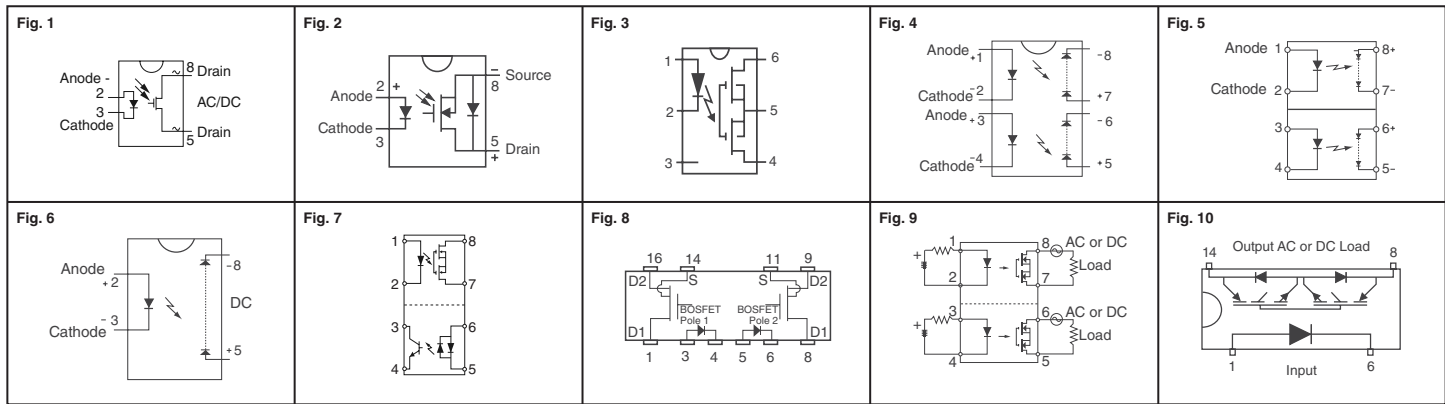 Fig. 1
8
Drain
Anode -
2
AC/DC
3
Cathode
Drain
5
Fig. 2
2
+
−
Source
8
Anode
Cathode
3
5
Drain
+
Fig. 3
1
6
2
5
3
4
Fig. 4
Anode
+1
-8
-2
Cathode
+7
Anode
+3
-6
-4
Cathode
+5
Fig. 5
Anode 1
8+
Cathode 2
7-
3
6+
4
5-
Fig. 6
Anode
+2
-8
DC
- 3
Cathode
+5
Fig. 7
1
8
2
7
3
6
4
5
Fig. 8
16 14 11 9
D2 S S D2
BOSFET BOSFET
Pole 1 Pole 2
D1 D1
1 3 4 5 6 8
Fig. 9
1
8 AC or DC
+
Load
2
7
3
6 AC or DC
+
Load
4
5
Fig. 10
14 Output AC or DC Load 8
1 Input 6